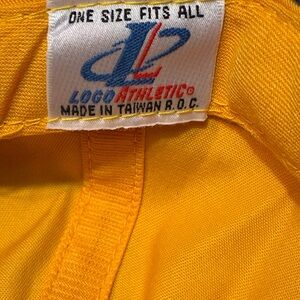 ONE SIZE FITS ALL
LOGO ATHLETIC®
MADE IN TAIWAN R.O.C.